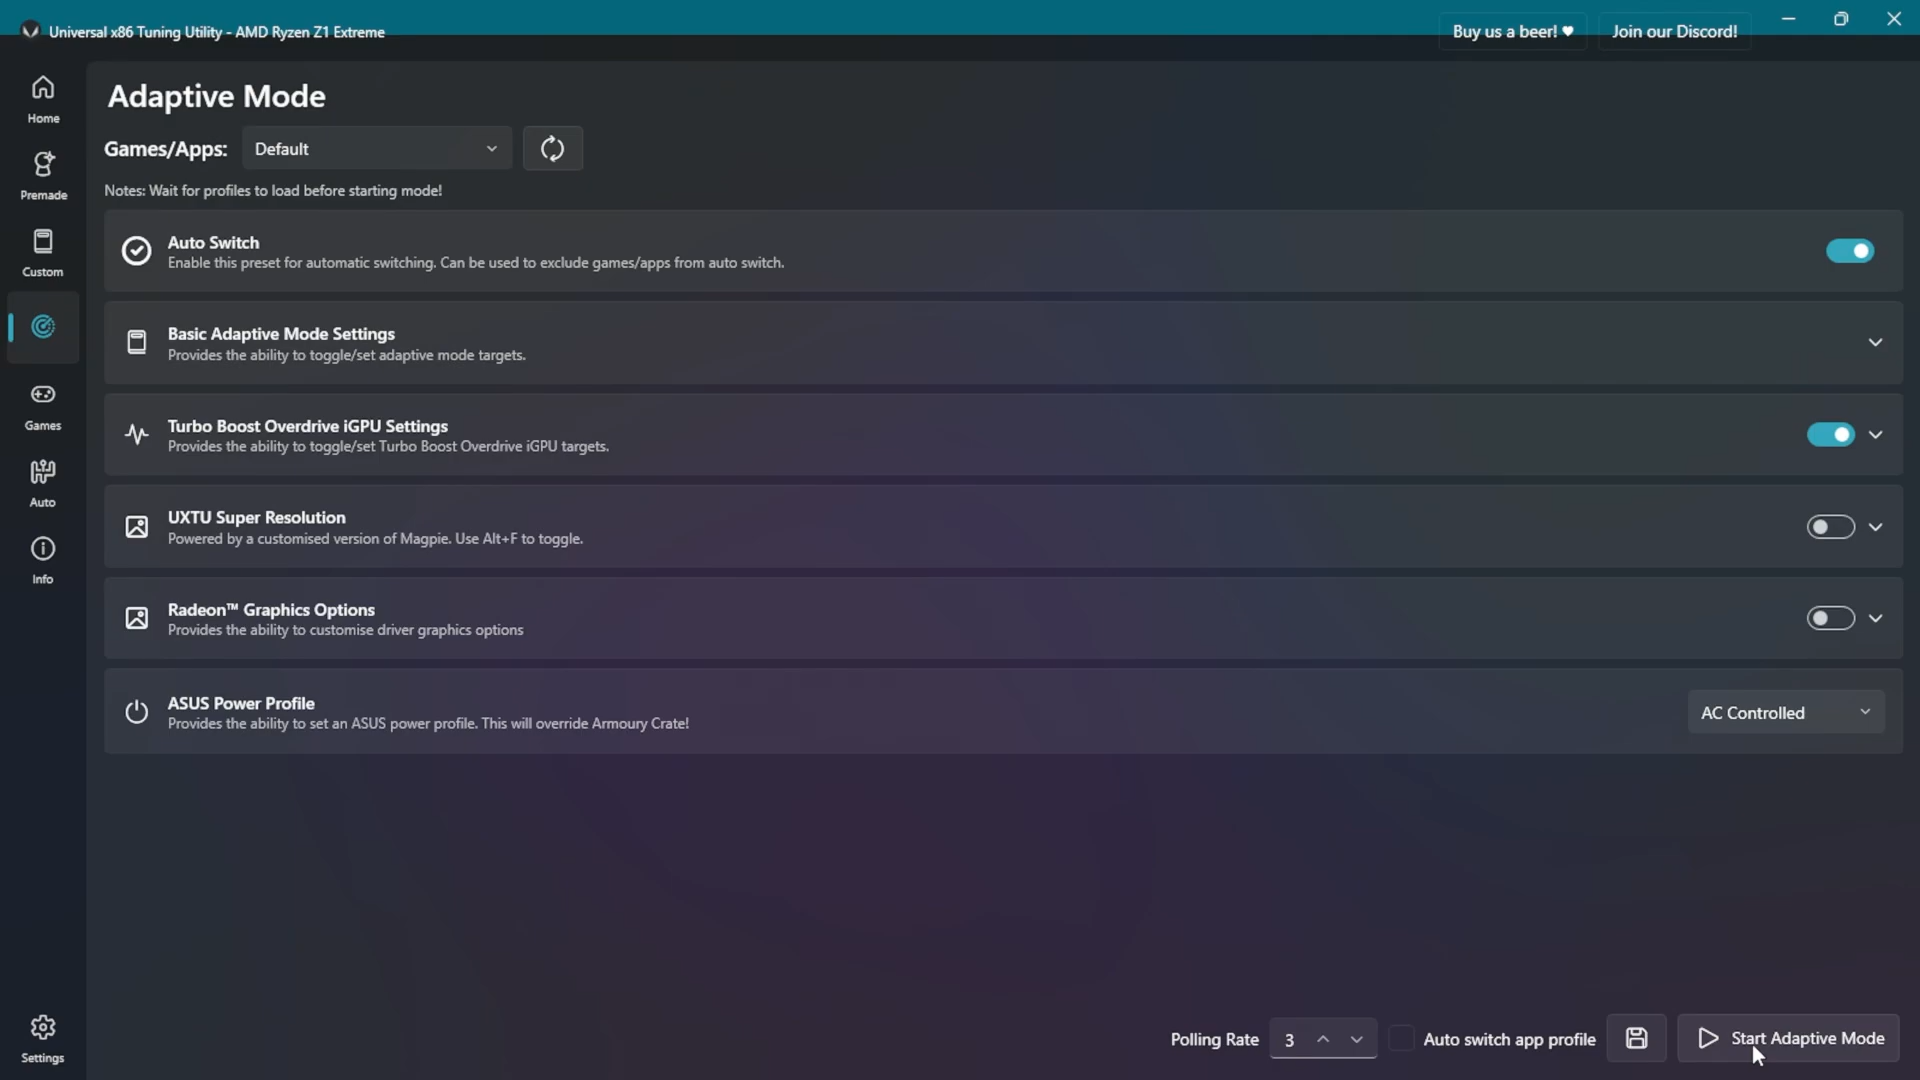 Universal x86 Tuning Utility - AMD Ryzen Z1 Extreme
Buy us a beer! ♥
Join our Discord!
Home
Premade
Custom
Games
Auto
Info
Settings
Adaptive Mode
Games/Apps:
Default
Notes: Wait for profiles to load before starting mode!
Auto Switch
Enable this preset for automatic switching. Can be used to exclude games/apps from auto switch.
Basic Adaptive Mode Settings
Provides the ability to toggle/set adaptive mode targets.
Turbo Boost Overdrive iGPU Settings
Provides the ability to toggle/set Turbo Boost Overdrive iGPU targets.
UXTU Super Resolution
Powered by a customised version of Magpie. Use Alt+F to toggle.
Radeon™ Graphics Options
Provides the ability to customise driver graphics options
ASUS Power Profile
Provides the ability to set an ASUS power profile. This will override Armoury Crate!
AC Controlled
Polling Rate
3
Auto switch app profile
Start Adaptive Mode